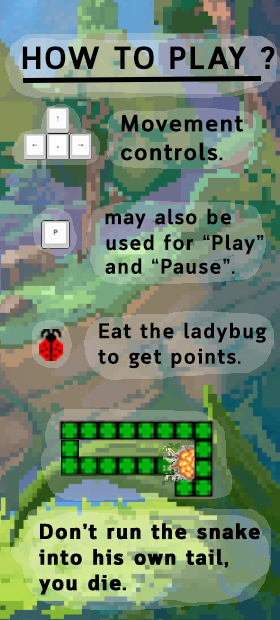 HOW TO PLAY ?
↑
Movement
← . →
controls.
may also be
P
used for “Play”
and “Pause”.
Eat the ladybug
to get points.
Don't run the snake
into his own tail,
you die.